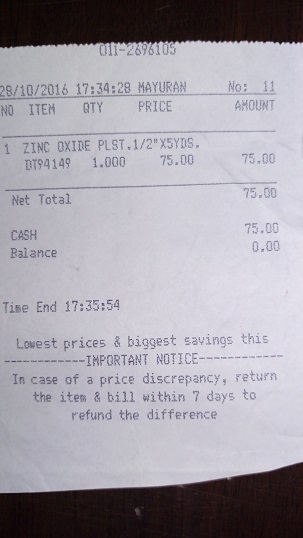 011-2696105
28/10/2016 17:34:28 MAYURAN No: 11
NO ITEM QTY PRICE AMOUNT
1 ZINC OXIDE PLST.1/2"X5YDS.
DT94149 1.000 75.00 75.00
Net Total 75.00
CASH 75.00
Balance 0.00
Time End 17:35:54
Lowest prices & biggest savings this
------------IMPORTANT NOTICE------------
In case of a price discrepancy, return
the item & bill within 7 days to
refund the difference